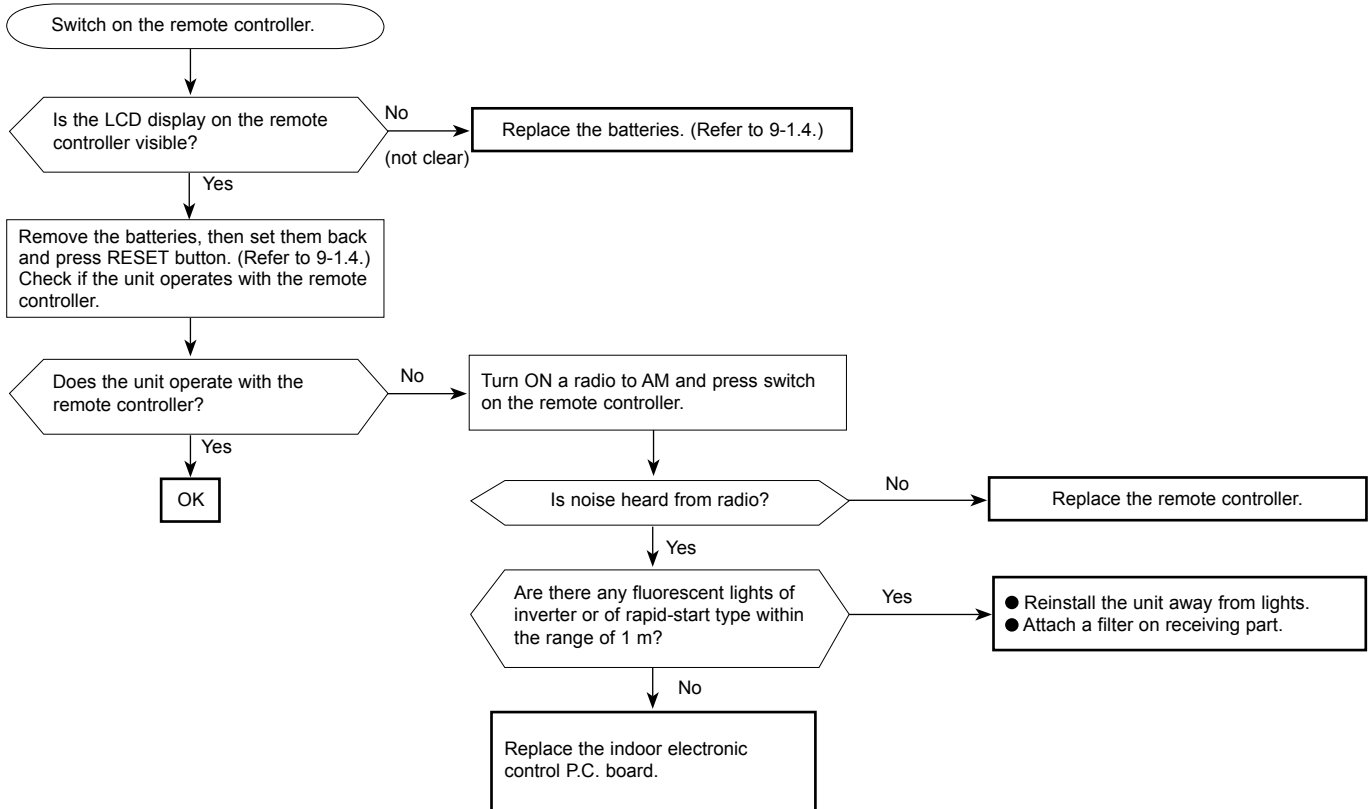 Switch on the remote controller.
Is the LCD display on the remote
controller visible?
No
(not clear)
Replace the batteries. (Refer to 9-1.4.)
Yes
Remove the batteries, then set them back
and press RESET button. (Refer to 9-1.4.)
Check if the unit operates with the remote
controller.
Does the unit operate with the
remote controller?
No
Turn ON a radio to AM and press switch
on the remote controller.
Yes
OK
Is noise heard from radio?
No
Replace the remote controller.
Yes
Are there any fluorescent lights of
inverter or of rapid-start type within
the range of 1 m?
Yes
● Reinstall the unit away from lights.
● Attach a filter on receiving part.
No
Replace the indoor electronic
control P.C. board.